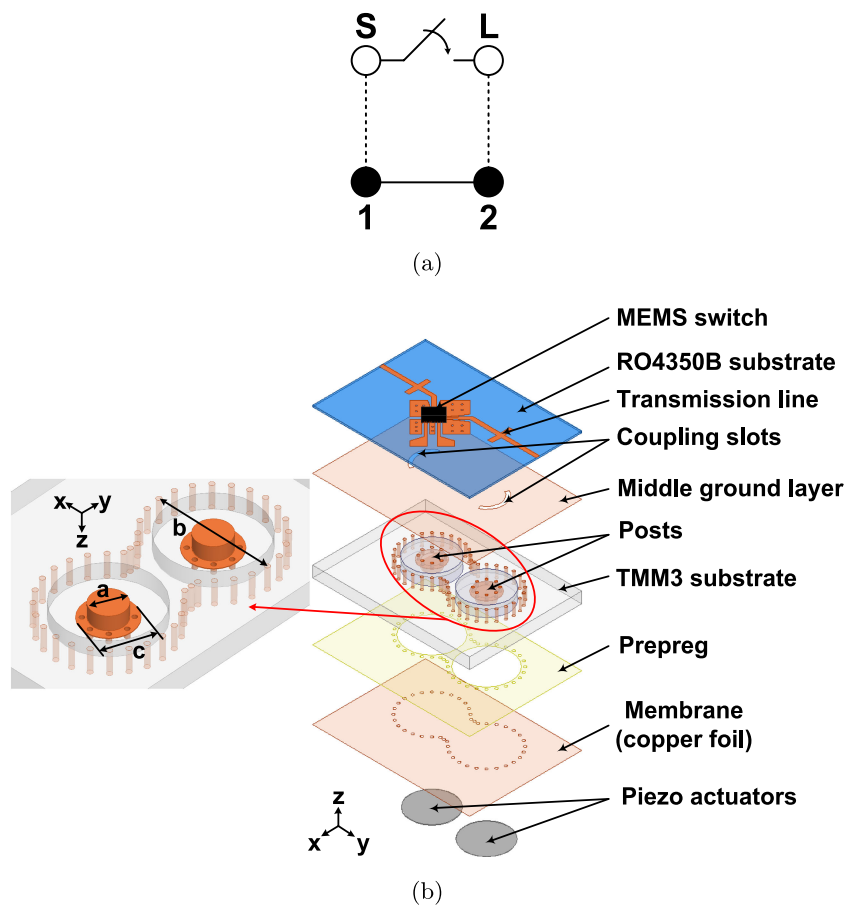 S L
1 2
(a)
MEMS switch
RO4350B substrate
Transmission line
Coupling slots
Middle ground layer
Posts
TMM3 substrate
Prepreg
Membrane
(copper foil)
Piezo actuators
x y
z
b
a
c
z
x y
(b)